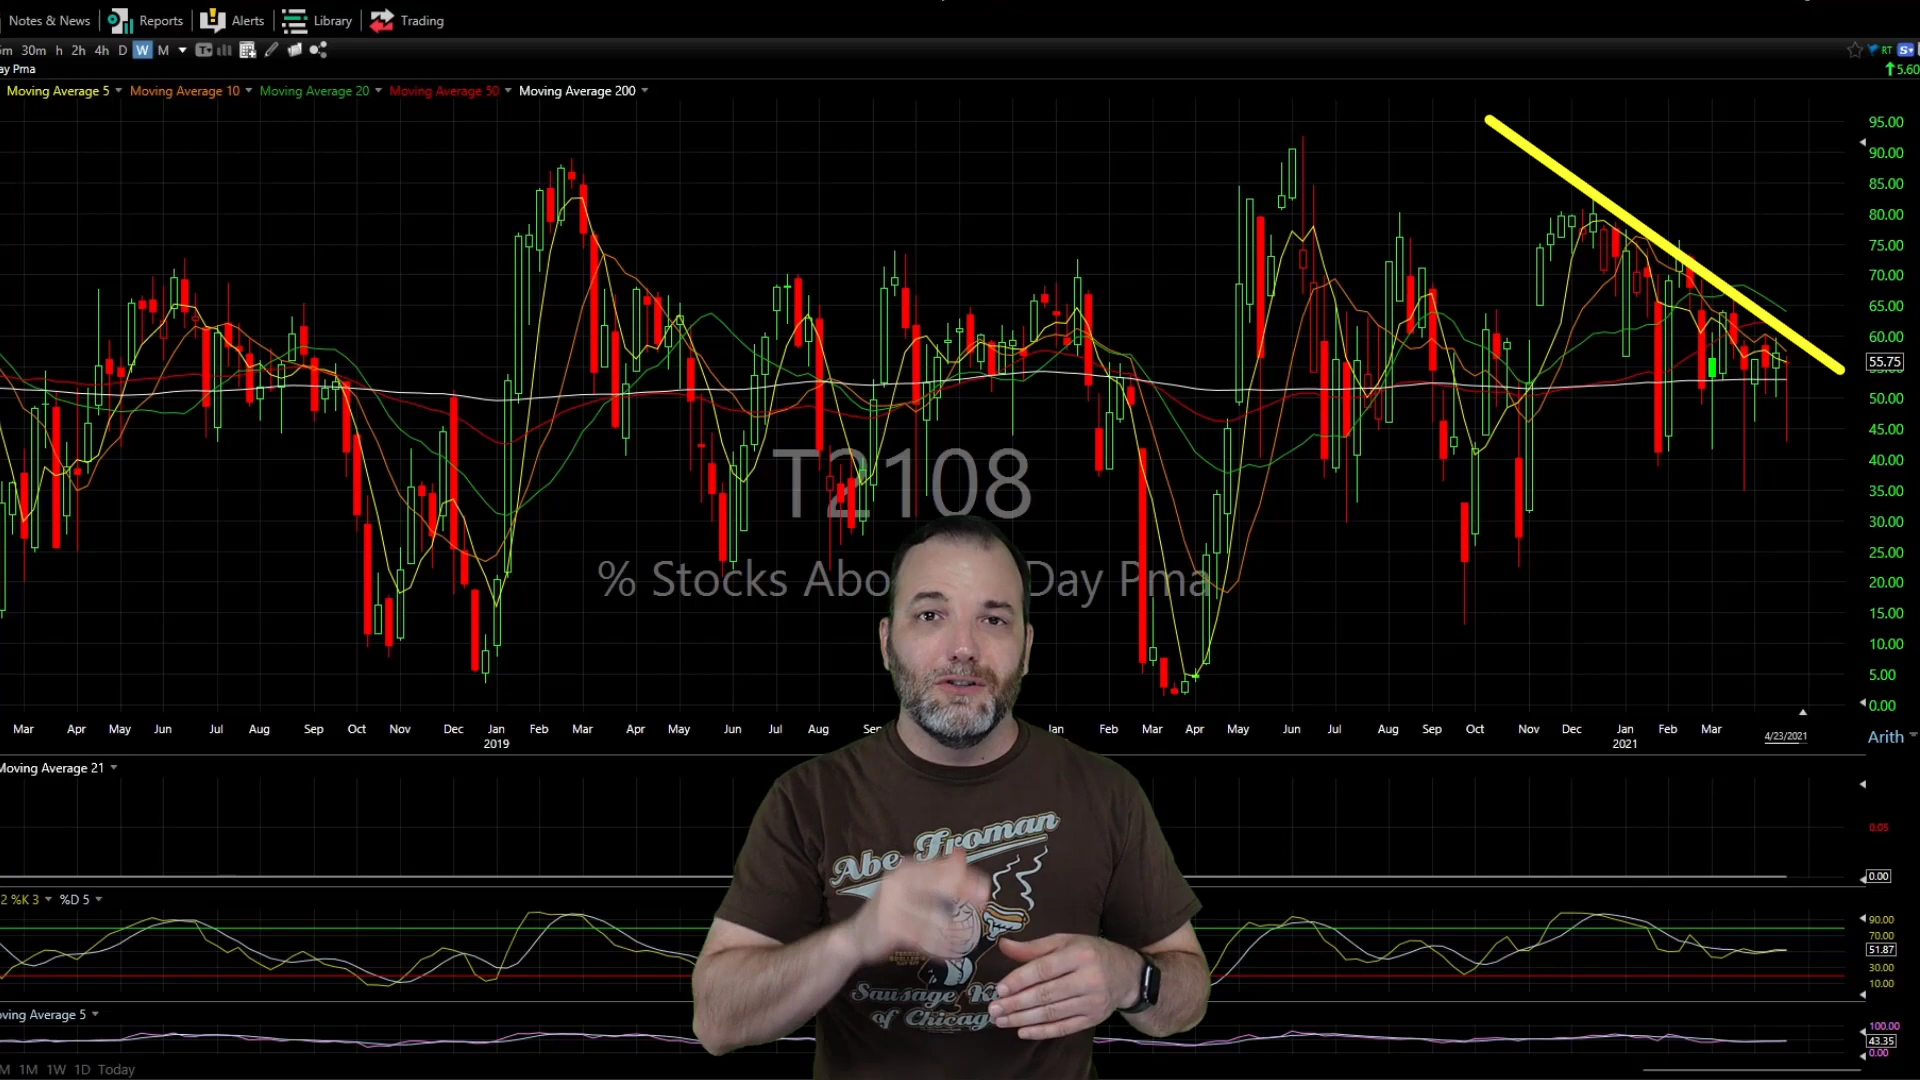 Notes & News Reports Alerts Library Trading
30m h 2h 4h D W M RT
ay Pma
5.60
Moving Average 5 Moving Average 10 Moving Average 20 Moving Average 50 Moving Average 200
95.00
90.00
85.00
80.00
75.00
70.00
65.00
60.00
55.75
50.00
45.00
40.00
35.00
30.00
25.00
20.00
15.00
10.00
5.00
0.00
T2108
% Stocks Abo Day Pma
Mar Apr May Jun Jul Aug Sep Oct Nov Dec Jan Feb Mar Apr May Jun Jul Aug Sep Jan Feb Mar Apr May Jun Jul Aug Sep Oct Nov Dec Jan Feb Mar 4/23/2021
2019 2021
Arith
Moving Average 21
0.05
0.00
Abe Froman
Sausage K
of Chicag
2 %K 3 %D 5
90.00
70.00
51.87
30.00
10.00
oving Average 5
100.00
43.35
0.00
M 1M 1W 1D Today